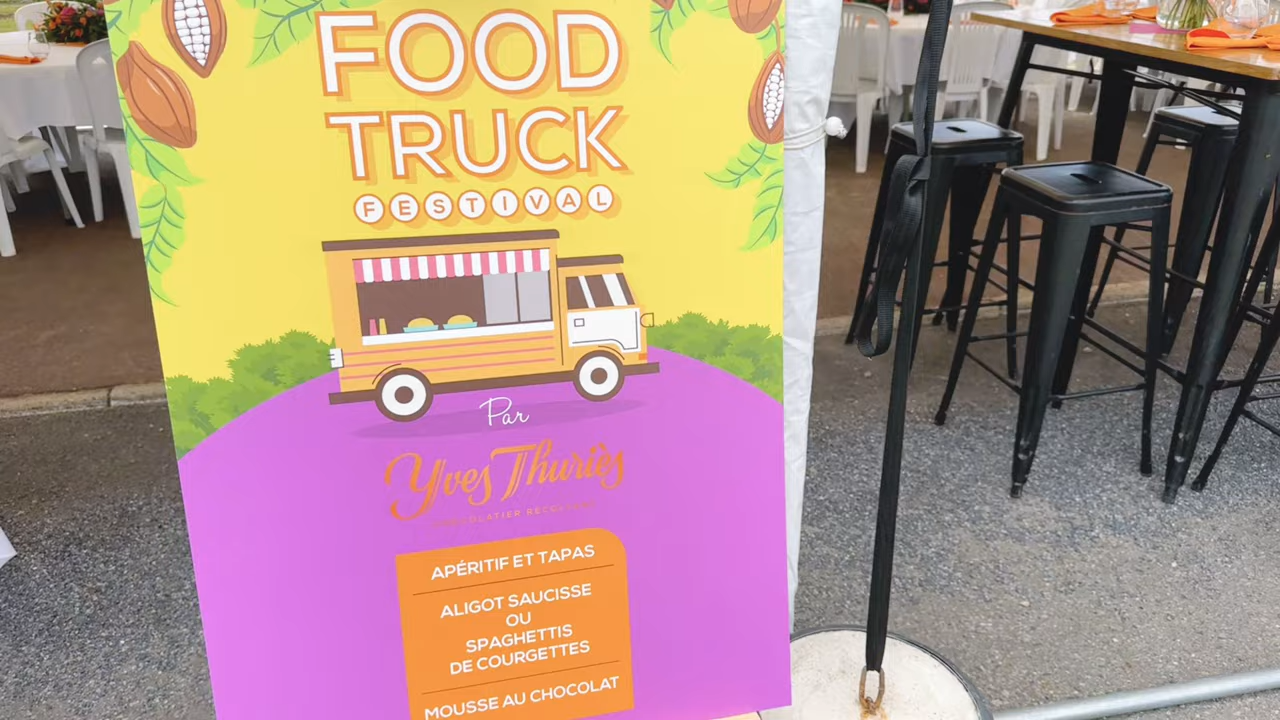 FOOD
TRUCK
FESTIVAL
Par
Yves Thuriès
APÉRITIF ET TAPAS
ALIGOT SAUCISSE
OU
SPAGHETTIS
DE COURGETTES
MOUSSE AU CHOCOLAT